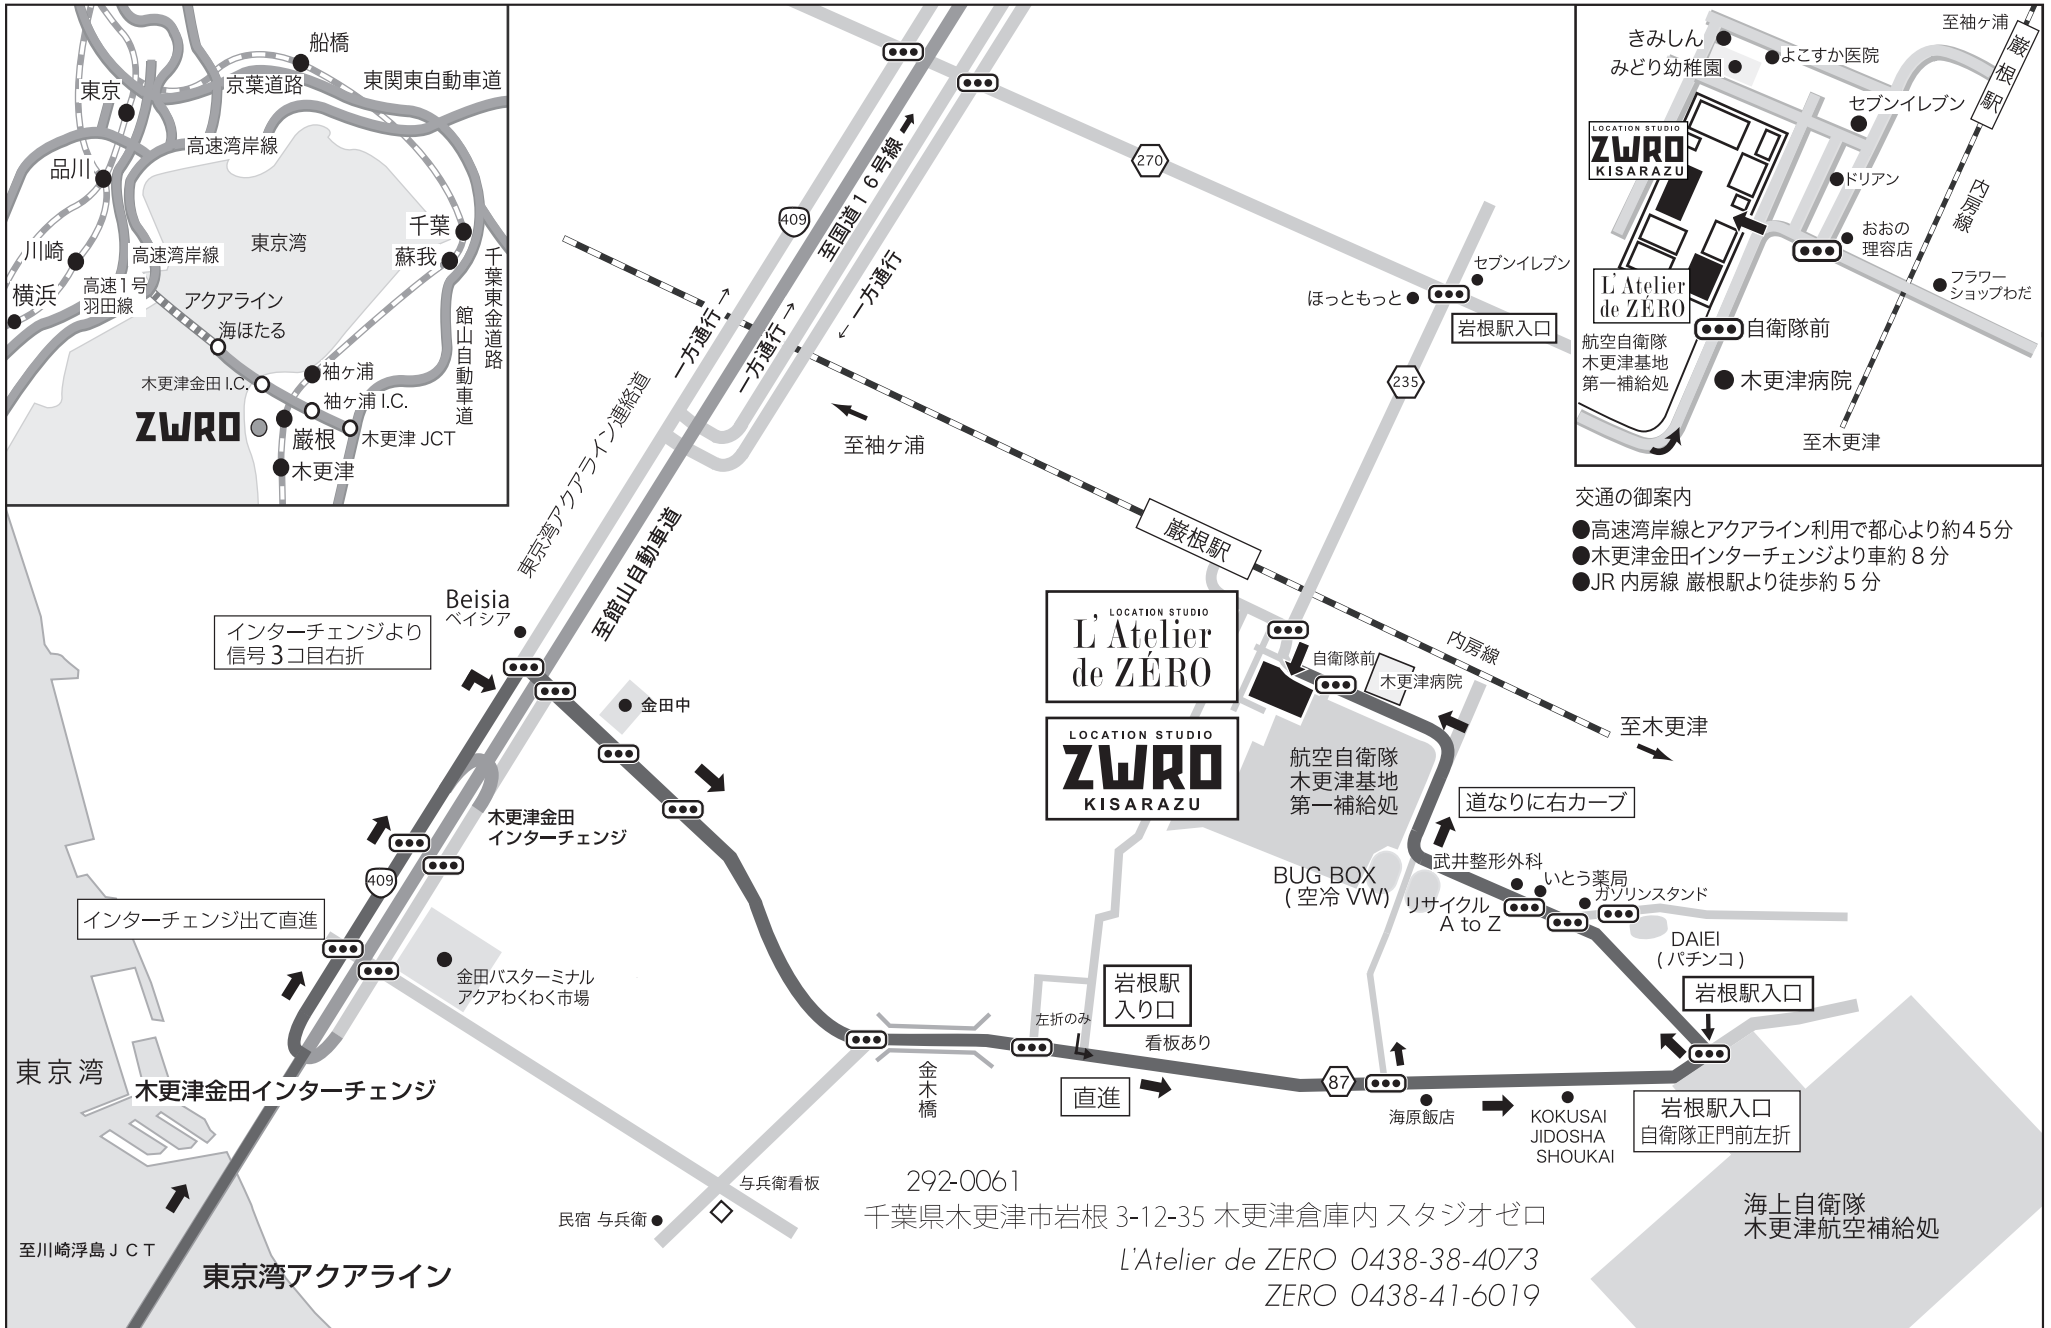 船橋
東京
京葉道路
東関東自動車道
高速湾岸線
品川
東京湾
千葉
蘇我
川崎
高速湾岸線
高速1号
羽田線
横浜
アクアライン
海ほたる
千葉東金道路
館山自動車道
木更津金田 I.C.
袖ヶ浦
袖ヶ浦 I.C.
ZWRO
巌根
木更津 JCT
木更津
至国道16号線
409
270
一方通行 →
一方通行 →
← 一方通行
セブンイレブン
ほっともっと
岩根駅入口
235
東京湾アクアライン連絡道
至館山自動車道
至袖ヶ浦
巌根駅
内房線
至木更津
至袖ヶ浦
巌根駅
きみしん
みどり幼稚園
よこすか医院
セブンイレブン
LOCATION STUDIO
ZWRO
KISARAZU
ドリアン
内房線
おおの
理容店
フラワー
ショップわだ
L'Atelier
de ZÉRO
自衛隊前
航空自衛隊
木更津基地
第一補給処
木更津病院
至木更津
交通の御案内
●高速湾岸線とアクアライン利用で都心より約45分
●木更津金田インターチェンジより車約8分
●JR内房線 巌根駅より徒歩約5分
Beisia
ベイシア
インターチェンジより
信号3コ目右折
金田中
LOCATION STUDIO
L'Atelier
de ZÉRO
LOCATION STUDIO
ZWRO
KISARAZU
自衛隊前
木更津病院
航空自衛隊
木更津基地
第一補給処
道なりに右カーブ
木更津金田
インターチェンジ
409
インターチェンジ出て直進
金田バスターミナル
アクアわくわく市場
BUG BOX
(空冷VW)
武井整形外科
いとう薬局
ガソリンスタンド
リサイクル
A to Z
DAIEI
(パチンコ)
岩根駅入口
岩根駅
入り口
左折のみ
看板あり
金木橋
直進
87
海原飯店
KOKUSAI
JIDOSHA
SHOUKAI
岩根駅入口
自衛隊正門前左折
東京湾
木更津金田インターチェンジ
与兵衛看板
民宿 与兵衛
至川崎浮島JCT
東京湾アクアライン
海上自衛隊
木更津航空補給処
292-0061
千葉県木更津市岩根 3-12-35 木更津倉庫内 スタジオゼロ
L'Atelier de ZERO 0438-38-4073
ZERO 0438-41-6019